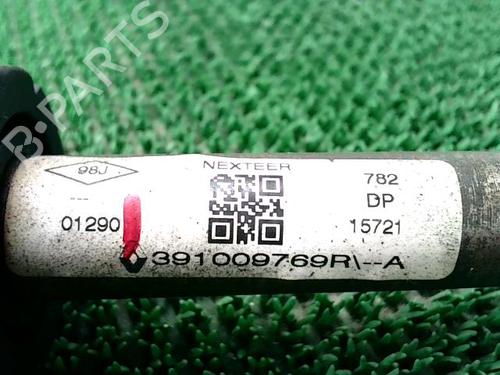 B-PARTS
98J
NEXTEER
782
---
DP
01290
15721
391009769R\--A